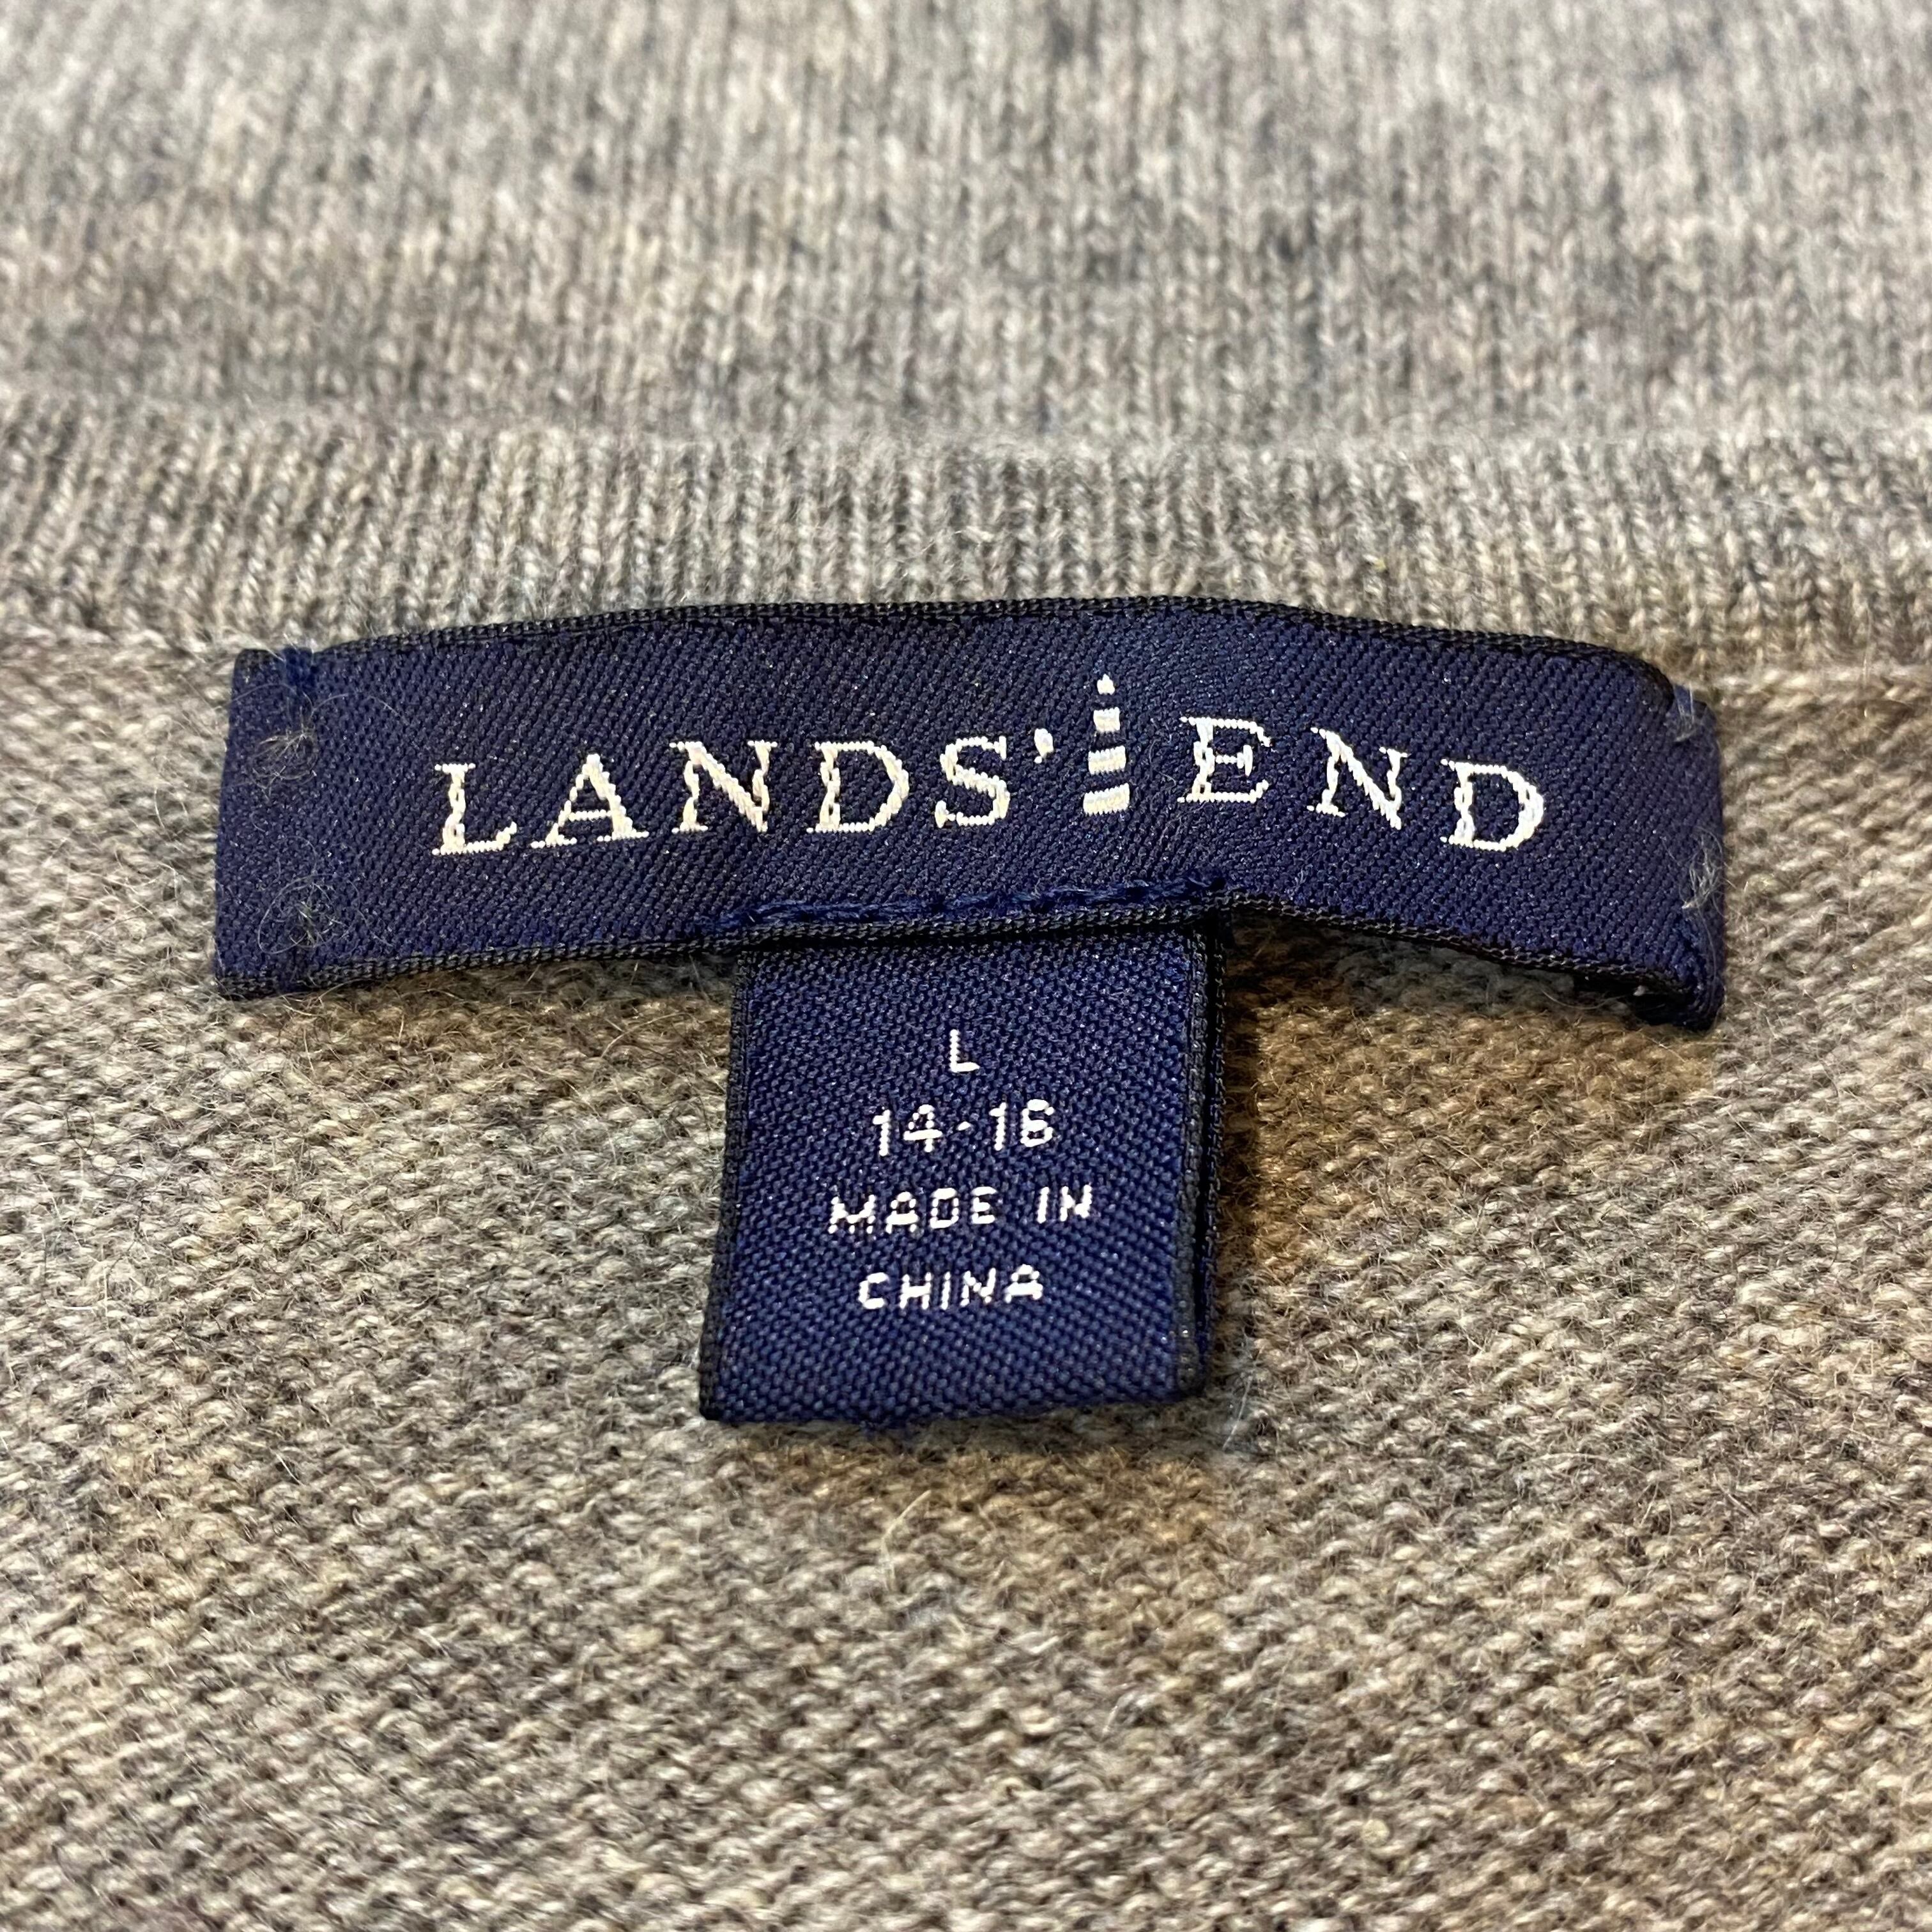 LANDS' END
L
14-16
MADE IN
CHINA